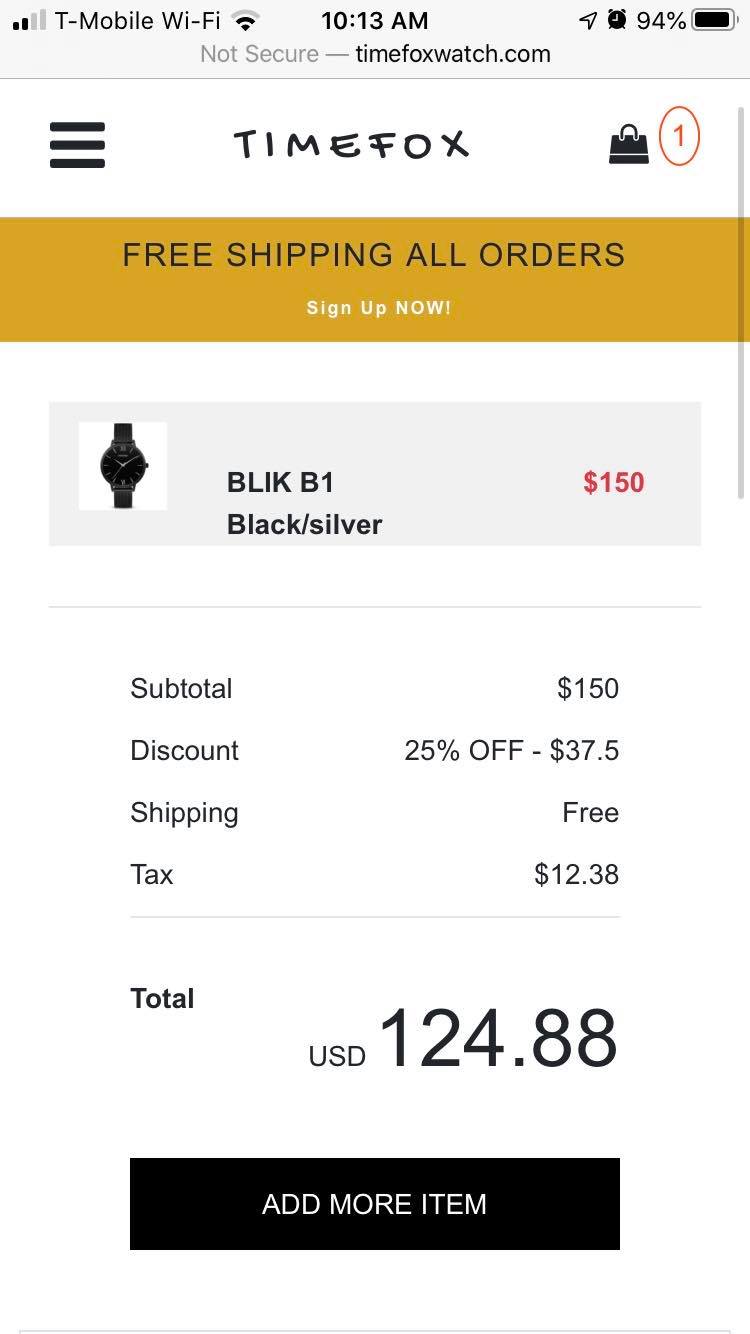 T-Mobile Wi-Fi 10:13 AM 94%
Not Secure — timefoxwatch.com
TIMEFOX 1
FREE SHIPPING ALL ORDERS
Sign Up NOW!
BLIK B1 $150
Black/silver
Subtotal $150
Discount 25% OFF - $37.5
Shipping Free
Tax $12.38
Total
USD 124.88
ADD MORE ITEM